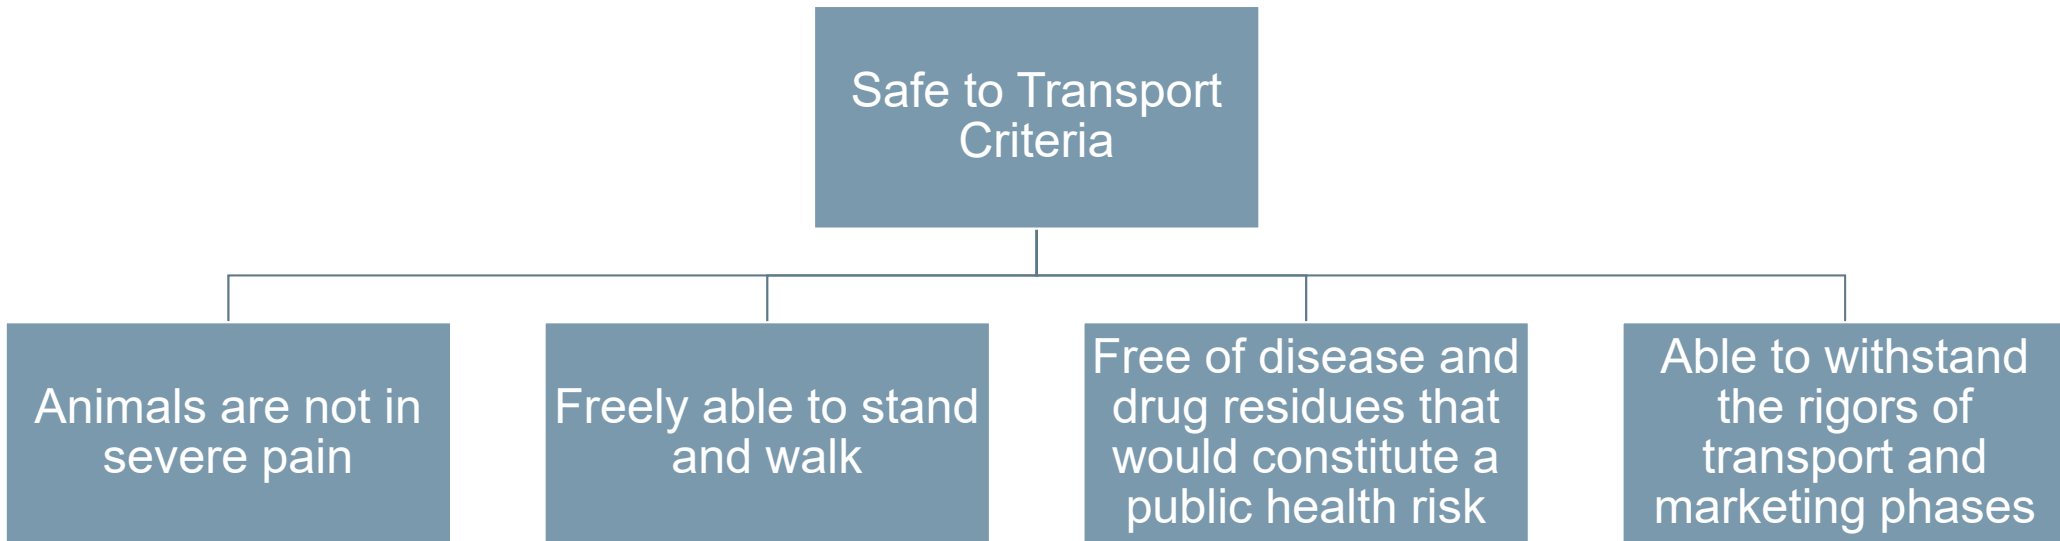 Safe to Transport
Criteria
Animals are not in
severe pain
Freely able to stand
and walk
Free of disease and
drug residues that
would constitute a
public health risk
Able to withstand
the rigors of
transport and
marketing phases